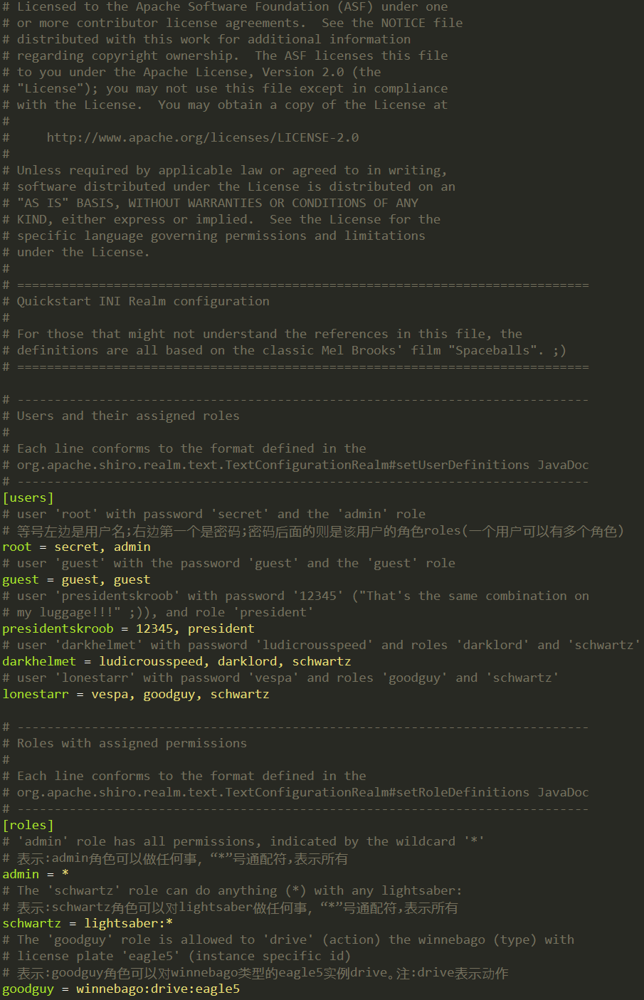 # Licensed to the Apache Software Foundation (ASF) under one
# or more contributor license agreements.  See the NOTICE file
# distributed with this work for additional information
# regarding copyright ownership.  The ASF licenses this file
# to you under the Apache License, Version 2.0 (the
# "License"); you may not use this file except in compliance
# with the License.  You may obtain a copy of the License at
#
#     http://www.apache.org/licenses/LICENSE-2.0
#
# Unless required by applicable law or agreed to in writing,
# software distributed under the License is distributed on an
# "AS IS" BASIS, WITHOUT WARRANTIES OR CONDITIONS OF ANY
# KIND, either express or implied.  See the License for the
# specific language governing permissions and limitations
# under the License.
#
# =============================================================================
# Quickstart INI Realm configuration
#
# For those that might not understand the references in this file, the
# definitions are all based on the classic Mel Brooks' film "Spaceballs". ;)
# =============================================================================

# -----------------------------------------------------------------------------
# Users and their assigned roles
#
# Each line conforms to the format defined in the
# org.apache.shiro.realm.text.TextConfigurationRealm#setUserDefinitions JavaDoc
# -----------------------------------------------------------------------------
[users]
# user 'root' with password 'secret' and the 'admin' role
# 等号左边是用户名;右边第一个是密码;密码后面的则是该用户的角色roles(一个用户可以有多个角色)
root = secret, admin
# user 'guest' with the password 'guest' and the 'guest' role
guest = guest, guest
# user 'presidentskroob' with password '12345' ("That's the same combination on
# my luggage!!!" ;)), and role 'president'
presidentskroob = 12345, president
# user 'darkhelmet' with password 'ludicrousspeed' and roles 'darklord' and 'schwartz'
darkhelmet = ludicrousspeed, darklord, schwartz
# user 'lonestarr' with password 'vespa' and roles 'goodguy' and 'schwartz'
lonestarr = vespa, goodguy, schwartz

# -----------------------------------------------------------------------------
# Roles with assigned permissions
#
# Each line conforms to the format defined in the
# org.apache.shiro.realm.text.TextConfigurationRealm#setRoleDefinitions JavaDoc
# -----------------------------------------------------------------------------
[roles]
# 'admin' role has all permissions, indicated by the wildcard '*'
# 表示:admin角色可以做任何事，“*”号通配符,表示所有
admin = *
# The 'schwartz' role can do anything (*) with any lightsaber:
# 表示:schwartz角色可以对lightsaber做任何事，“*”号通配符,表示所有
schwartz = lightsaber:*
# The 'goodguy' role is allowed to 'drive' (action) the winnebago (type) with
# license plate 'eagle5' (instance specific id)
# 表示:goodguy角色可以对winnebago类型的eagle5实例drive。注:drive表示动作
goodguy = winnebago:drive:eagle5